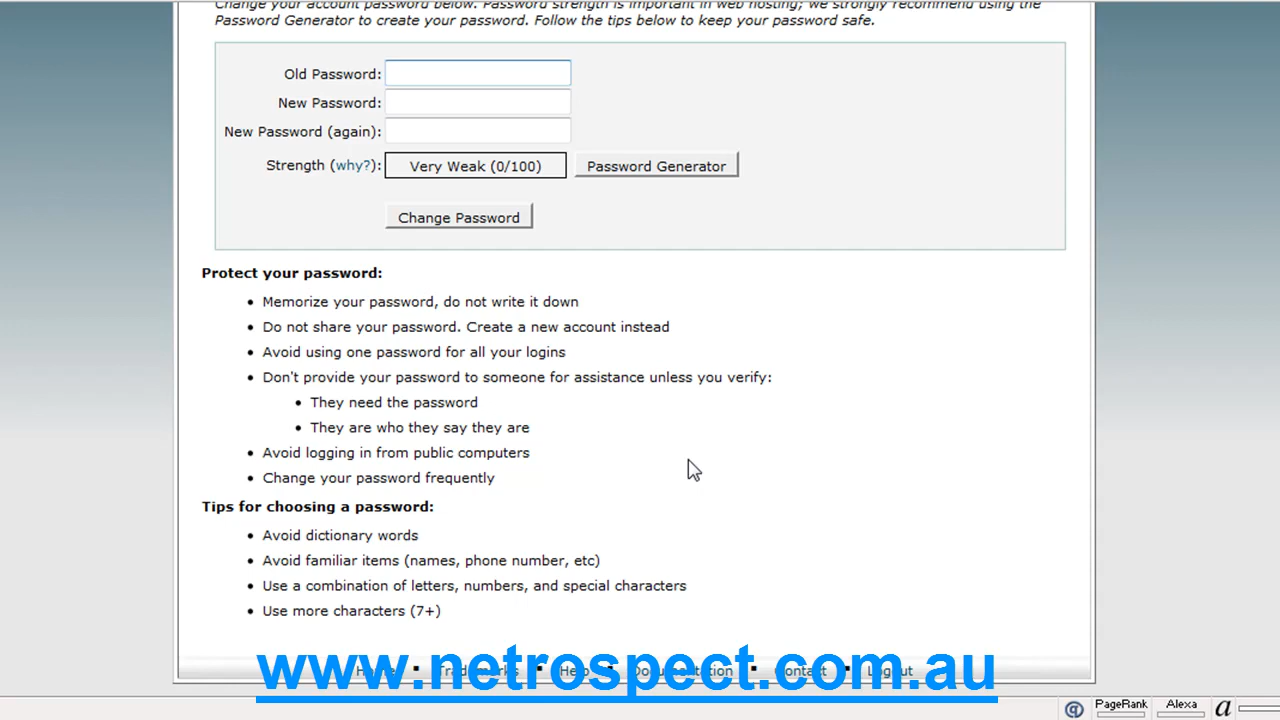 Change your account password below. Password strength is important in web hosting; we strongly recommend using the
Password Generator to create your password. Follow the tips below to keep your password safe.
Old Password:
New Password:
New Password (again):
Strength (why?): Very Weak (0/100) Password Generator
Change Password
Protect your password:
• Memorize your password, do not write it down
• Do not share your password. Create a new account instead
• Avoid using one password for all your logins
• Don't provide your password to someone for assistance unless you verify:
• They need the password
• They are who they say they are
• Avoid logging in from public computers
• Change your password frequently
Tips for choosing a password:
• Avoid dictionary words
• Avoid familiar items (names, phone number, etc)
• Use a combination of letters, numbers, and special characters
• Use more characters (7+)
Home ▪ Trademarks ▪ Help ▪ Documentation ▪ Contact ▪ Logout
www.netrospect.com.au
@ PageRank Alexa a